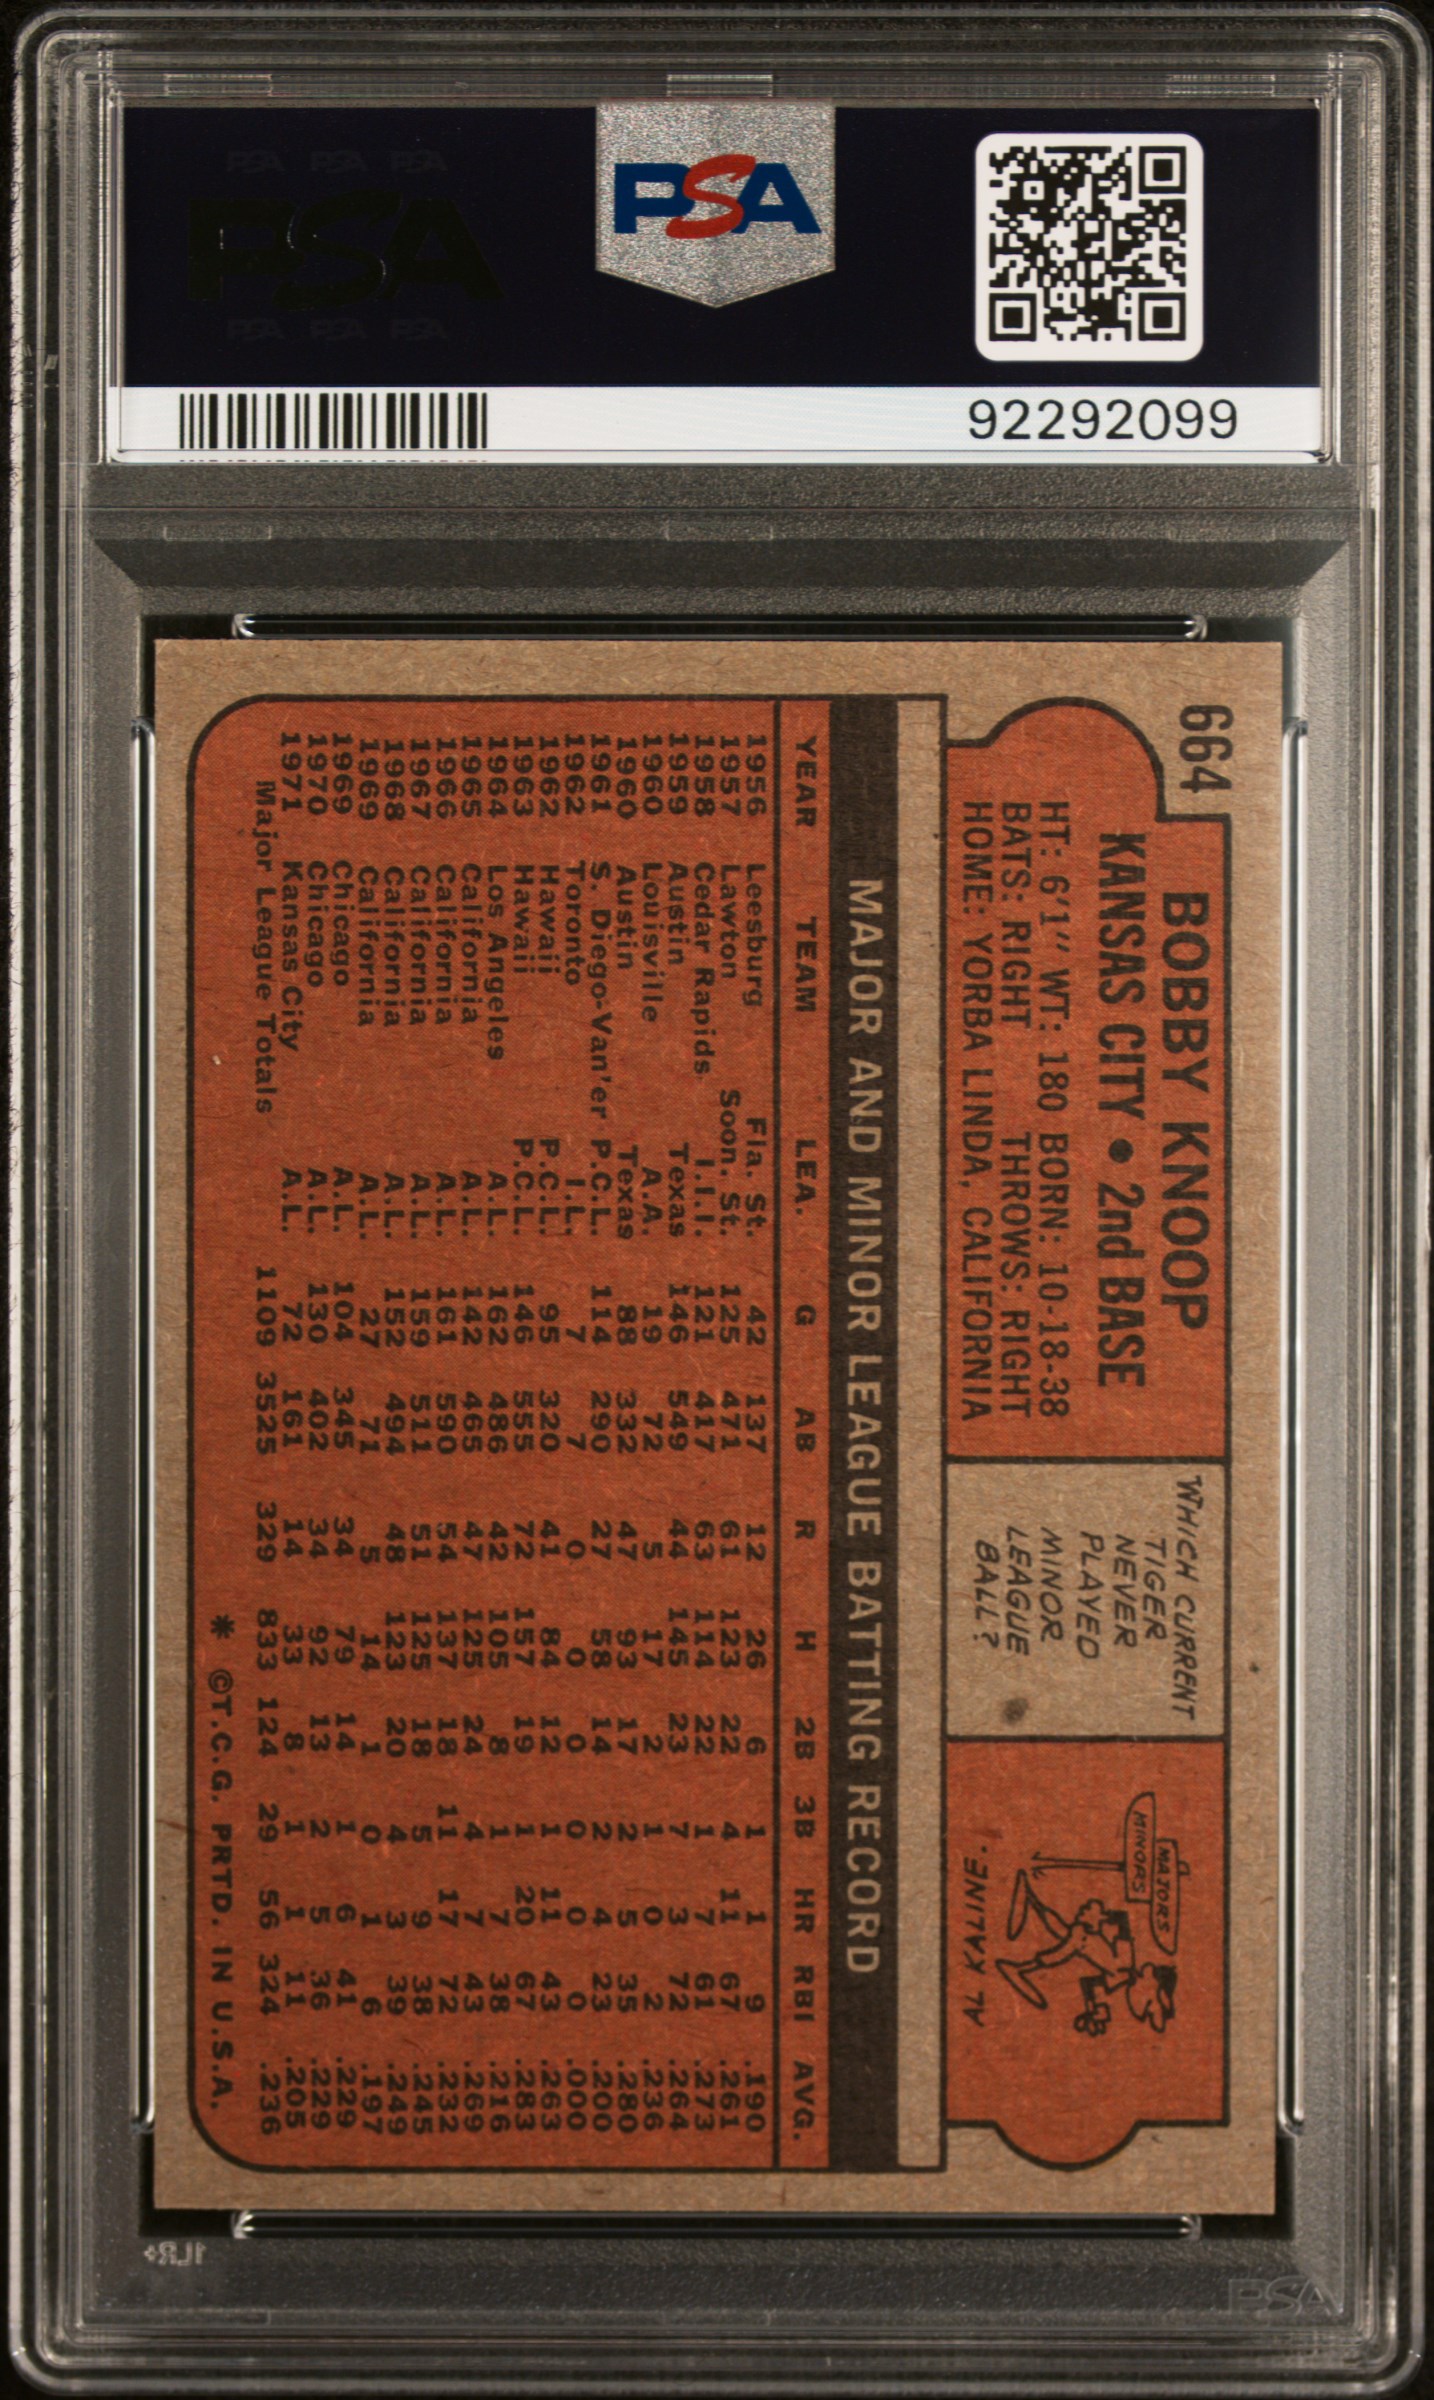 PSA
92292099
664
BOBBY KNOOP
KANSAS CITY • 2nd BASE
HT: 6'1" WT: 180 BORN: 10-18-38
BATS: RIGHT THROWS: RIGHT
HOME: YORBA LINDA, CALIFORNIA
WHICH CURRENT
TIGER
NEVER
PLAYED
MINOR
LEAGUE
BALL?
MAJORS
MINORS
AL KALINE.
MAJOR AND MINOR LEAGUE BATTING RECORD
YEAR TEAM LEA. G AB R H 2B 3B HR RBI AVG.
1956 Leesburg Fla. St. 42 137 12 26 6 1 1 9 .190
1957 Lawton Soon. St. 125 471 61 123 22 4 11 67 .261
1958 Cedar Rapids I.I.I. 121 417 63 114 22 1 7 61 .273
1959 Austin Texas 146 549 44 145 23 7 3 72 .264
1960 Louisville A.A. 19 72 5 17 2 1 0 2 .236
1960 Austin Texas 88 332 47 93 17 2 5 35 .280
1961 S. Diego-Van'er P.C.L. 114 290 27 58 14 2 4 23 .200
1962 Toronto I.L. 7 7 0 0 0 0 0 0 .000
1962 Hawaii P.C.L. 95 320 41 84 12 1 11 43 .263
1963 Hawaii P.C.L. 146 555 72 157 19 1 20 67 .283
1964 Los Angeles A.L. 162 486 42 105 8 1 7 38 .216
1965 California A.L. 142 465 47 125 24 4 7 43 .269
1966 California A.L. 161 590 54 137 18 11 17 72 .232
1967 California A.L. 159 511 51 125 18 5 9 38 .245
1968 California A.L. 152 494 48 123 20 4 3 39 .249
1969 California A.L. 27 71 5 14 1 0 1 6 .197
1969 Chicago A.L. 104 345 34 79 14 1 6 41 .229
1970 Chicago A.L. 130 402 34 92 13 2 5 36 .229
1971 Kansas City A.L. 72 161 14 33 8 1 1 11 .205
Major League Totals 1109 3525 329 833 124 29 56 324 .236
* ©T.C.G. PRTD. IN U.S.A.
PSA